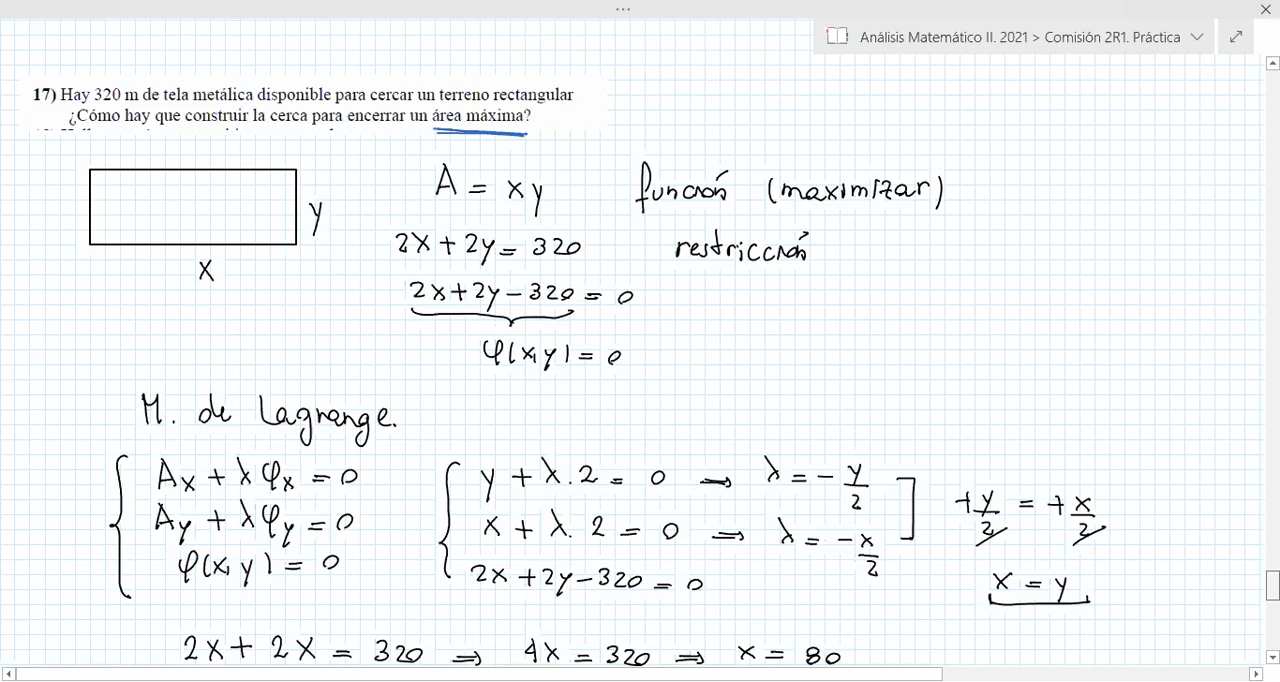 Análisis Matemático II. 2021 > Comisión 2R1. Práctica
17) Hay 320 m de tela metálica disponible para cercar un terreno rectangular
¿Cómo hay que construir la cerca para encerrar un área máxima?
A = xy función (maximizar)
y
2x + 2y = 320 restricción
x
2x + 2y - 320 = 0
φ(x,y) = 0
M. de Lagrange.
Ax + λφx = 0
Ay + λφy = 0
φ(x,y) = 0
y + λ.2 = 0 ⇒ λ = -y/2
x + λ.2 = 0 ⇒ λ = -x/2
2x + 2y - 320 = 0
+y/2 = +x/2
x = y
2x + 2x = 320 ⇒ 4x = 320 ⇒ x = 80